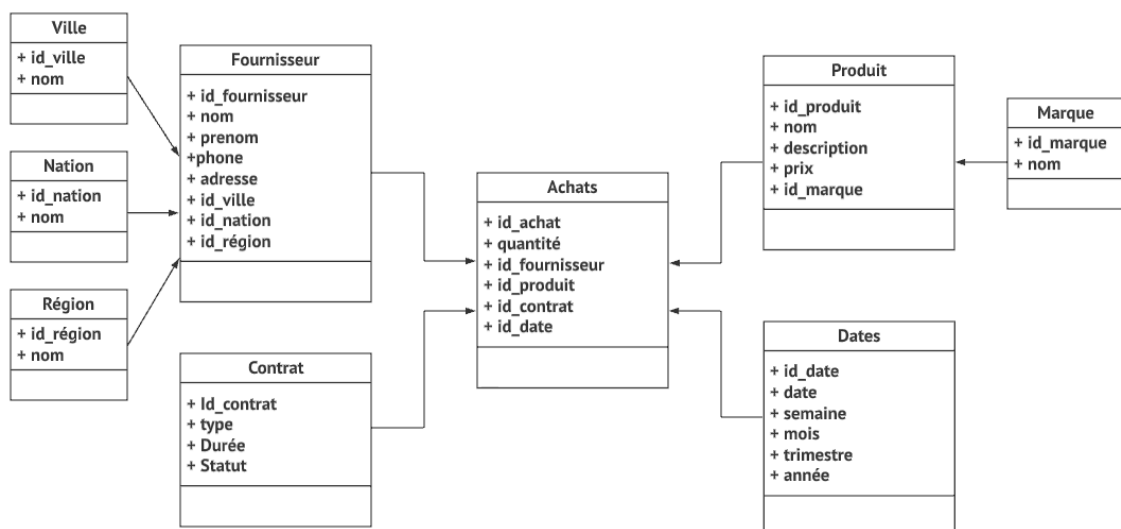 Ville
+ id_ville
+ nom
Nation
+ id_nation
+ nom
Région
+ id_région
+ nom
Fournisseur
+ id_fournisseur
+ nom
+ prenom
+phone
+ adresse
+ id_ville
+ id_nation
+ id_région
Contrat
+ Id_contrat
+ type
+ Durée
+ Statut
Achats
+ id_achat
+ quantité
+ id_fournisseur
+ id_produit
+ id_contrat
+ id_date
Produit
+ id_produit
+ nom
+ description
+ prix
+ id_marque
Dates
+ id_date
+ date
+ semaine
+ mois
+ trimestre
+ année
Marque
+ id_marque
+ nom